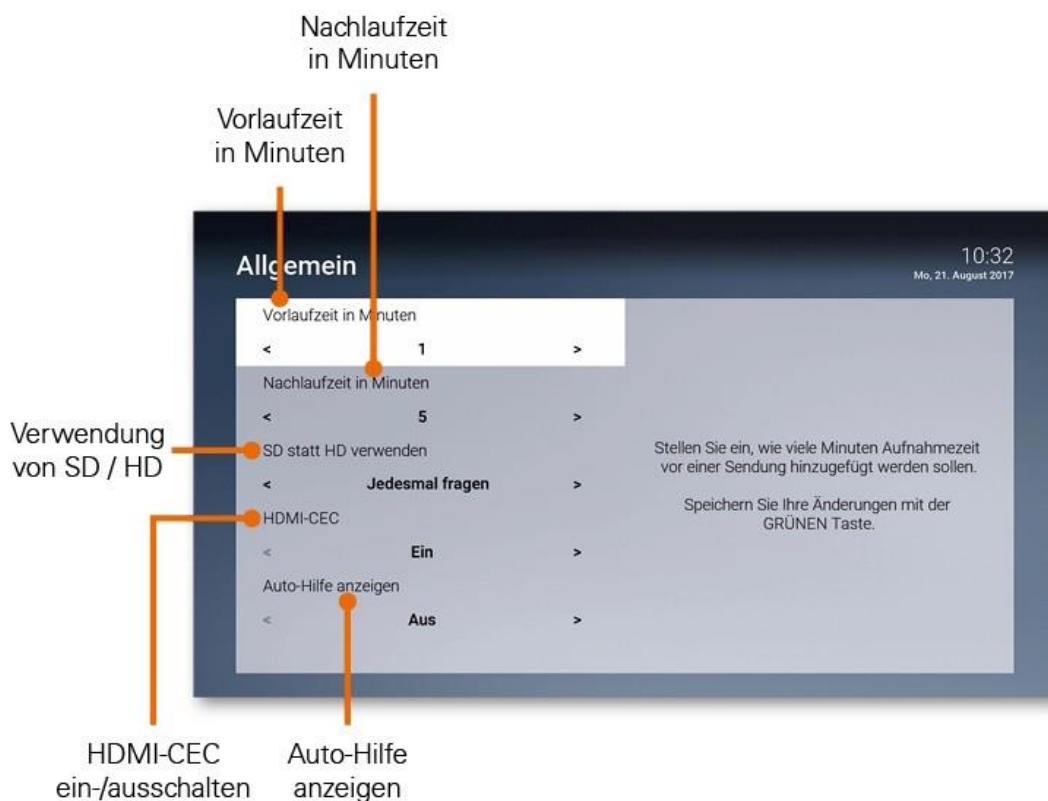 Nachlaufzeit
in Minuten
Vorlaufzeit
in Minuten
Allgemein
10:32
Mo, 21. August 2017
Vorlaufzeit in Minuten
< 1 >
Nachlaufzeit in Minuten
< 5 >
Verwendung
von SD / HD
SD statt HD verwenden
< Jedesmal fragen >
HDMI-CEC
< Ein >
Auto-Hilfe anzeigen
< Aus >
Stellen Sie ein, wie viele Minuten Aufnahmezeit
vor einer Sendung hinzugefügt werden sollen.
Speichern Sie Ihre Änderungen mit der
GRÜNEN Taste.
HDMI-CEC
ein-/ausschalten
Auto-Hilfe
anzeigen